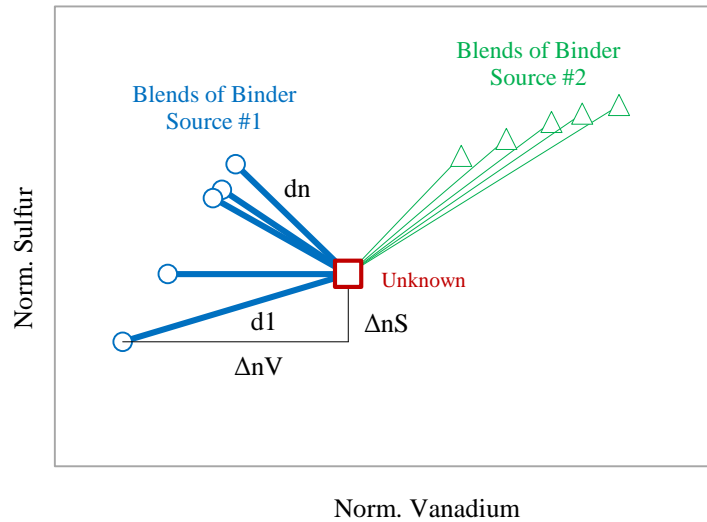 Blends of Binder
Source #2
Blends of Binder
Source #1
dn
Unknown
d1
ΔnS
ΔnV
Norm. Sulfur
Norm. Vanadium